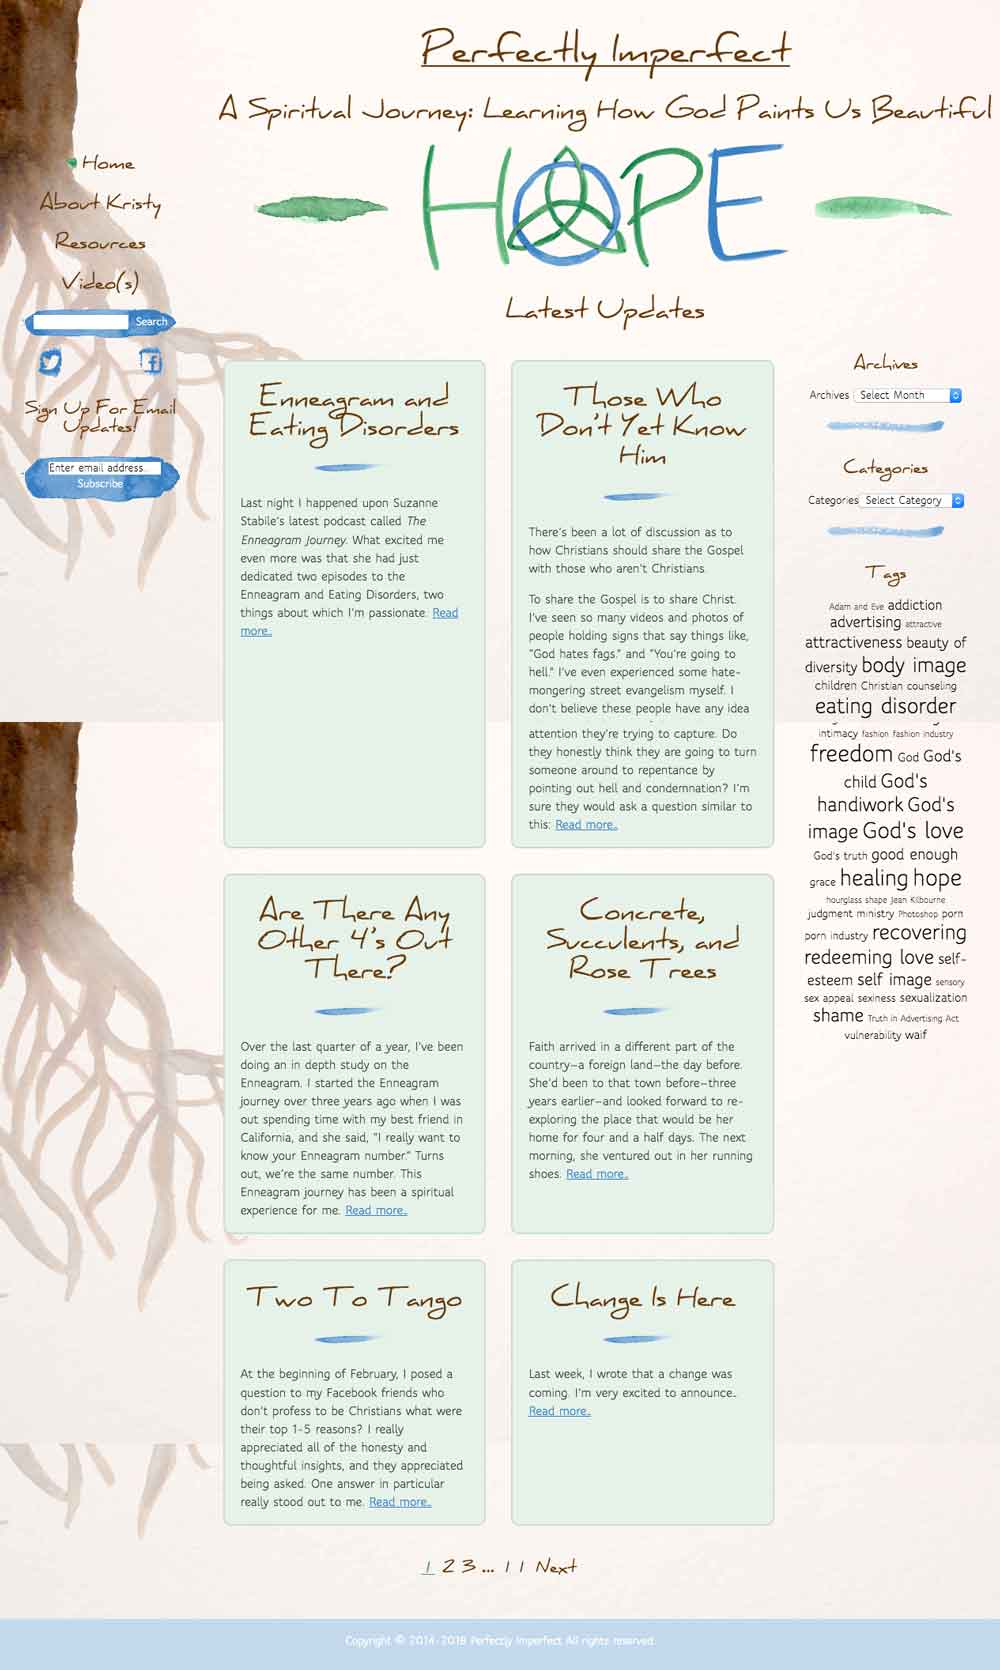 Perfectly Imperfect
A Spiritual Journey: Learning How God Paints Us Beautiful
HOPE
Home
About Kristy
Resources
Video(s)
Search
Sign Up For Email
Updates!
Enter email address...
Subscribe
Latest Updates
Enneagram and
Eating Disorders
Last night I happened upon Suzanne
Stabile's latest podcast called The
Enneagram Journey. What excited me
even more was that she had just
dedicated two episodes to the
Enneagram and Eating Disorders, two
things about which I'm passionate. Read
more..
Those Who
Don't Yet Know
Him
There's been a lot of discussion as to
how Christians should share the Gospel
with those who aren't Christians.
To share the Gospel is to share Christ.
I've seen so many videos and photos of
people holding signs that say things like,
"God hates fags." and "You're going to
hell." I've even experienced some hate-
mongering street evangelism myself. I
don't believe these people have any idea
attention they're trying to capture. Do
they honestly think they are going to turn
someone around to repentance by
pointing out hell and condemnation? I'm
sure they would ask a question similar to
this: Read more..
Are There Any
Other 4's Out
There?
Over the last quarter of a year, I've been
doing an in depth study on the
Enneagram. I started the Enneagram
journey over three years ago when I was
out spending time with my best friend in
California, and she said, "I really want to
know your Enneagram number." Turns
out, we're the same number. This
Enneagram journey has been a spiritual
experience for me. Read more..
Concrete,
Succulents, and
Rose Trees
Faith arrived in a different part of the
country—a foreign land—the day before.
She'd been to that town before—three
years earlier—and looked forward to re-
exploring the place that would be her
home for four and a half days. The next
morning, she ventured out in her running
shoes. Read more..
Two To Tango
At the beginning of February, I posed a
question to my Facebook friends who
don't profess to be Christians what were
their top 1-5 reasons? I really
appreciated all of the honesty and
thoughtful insights, and they appreciated
being asked. One answer in particular
really stood out to me. Read more..
Change Is Here
Last week, I wrote that a change was
coming. I'm very excited to announce..
Read more..
1 2 3 ... 11 Next
Archives
Archives Select Month
Categories
Categories Select Category
Tags
Adam and Eve addiction
advertising attractive
attractiveness beauty of
diversity body image
children Christian counseling
eating disorder
intimacy fashion fashion industry
freedom God God's
child God's
handiwork God's
image God's love
God's truth good enough
grace healing hope
hourglass shape Jean Kilbourne
judgment ministry Photoshop porn
porn industry recovering
redeeming love self-
esteem self image sensory
sex appeal sexiness sexualization
shame Truth in Advertising Act
vulnerability waif
Copyright © 2014-2018 Perfectly Imperfect All rights reserved.